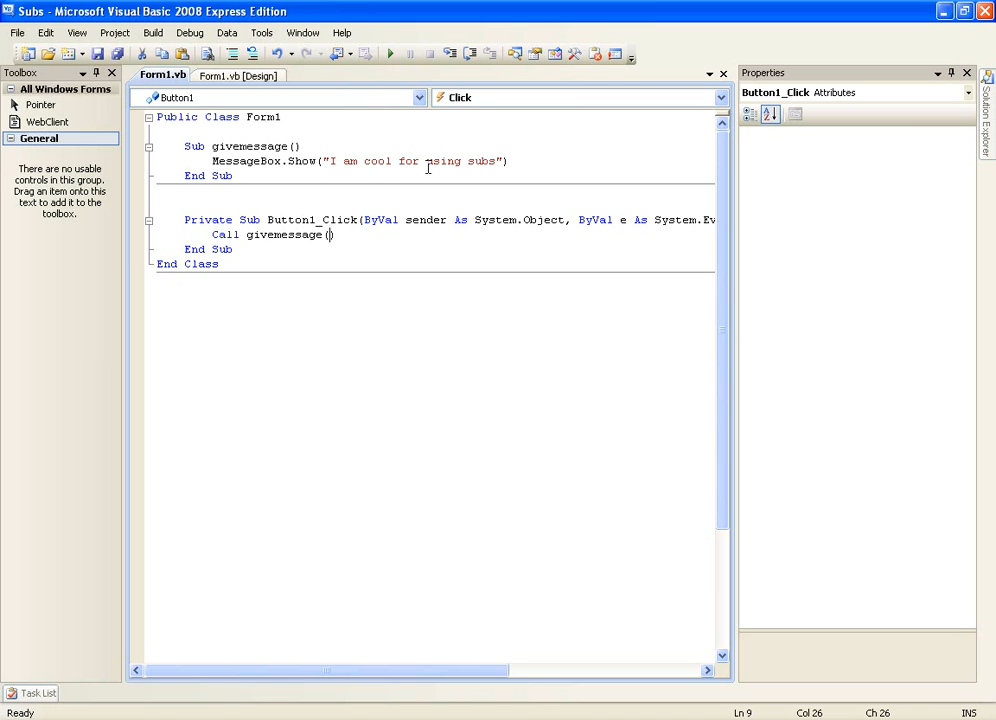 Subs - Microsoft Visual Basic 2008 Express Edition
File Edit View Project Build Debug Data Tools Window Help
Toolbox
All Windows Forms
Pointer
WebClient
General
There are no usable
controls in this group.
Drag an item onto this
text to add it to the
toolbox.
Form1.vb Form1.vb [Design]
Button1 Click
Public Class Form1
Sub givemessage()
MessageBox.Show("I am cool for using subs")
End Sub
Private Sub Button1_Click(ByVal sender As System.Object, ByVal e As System.Ev
Call givemessage()
End Sub
End Class
Properties
Button1_Click Attributes
Solution Explorer
Task List
Ready Ln 9 Col 26 Ch 26 INS